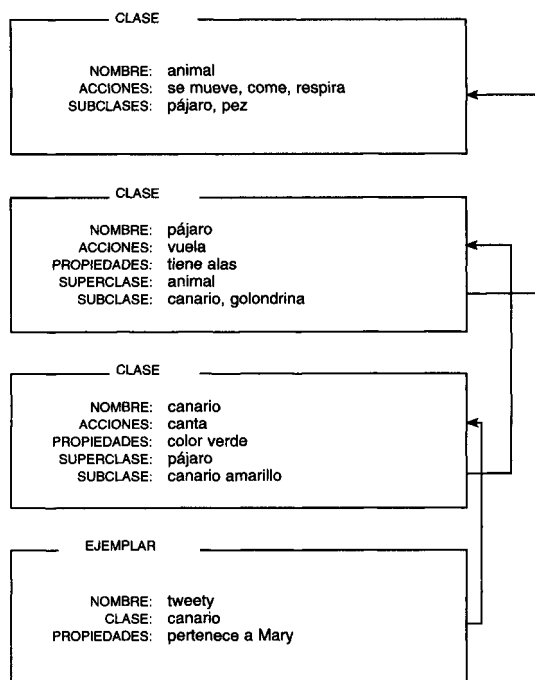 CLASE
NOMBRE: animal
ACCIONES: se mueve, come, respira
SUBCLASES: pájaro, pez
CLASE
NOMBRE: pájaro
ACCIONES: vuela
PROPIEDADES: tiene alas
SUPERCLASE: animal
SUBCLASE: canario, golondrina
CLASE
NOMBRE: canario
ACCIONES: canta
PROPIEDADES: color verde
SUPERCLASE: pájaro
SUBCLASE: canario amarillo
EJEMPLAR
NOMBRE: tweety
CLASE: canario
PROPIEDADES: pertenece a Mary